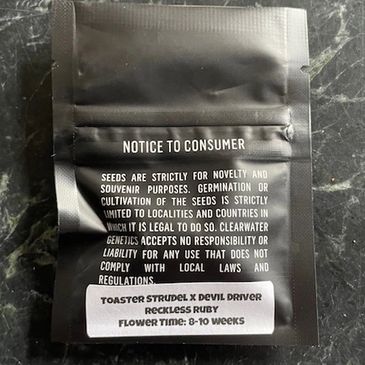 NOTICE TO CONSUMER
SEEDS ARE STRICTLY FOR NOVELTY AND
SOUVENIR PURPOSES. GERMINATION OR
CULTIVATION OF THE SEEDS IS STRICTLY
LIMITED TO LOCALITIES AND COUNTRIES IN
WHICH IT IS LEGAL TO DO SO. CLEARWATER
GENETICS ACCEPTS NO RESPONSIBILITY OR
LIABILITY FOR ANY USE THAT DOES NOT
COMPLY WITH LOCAL LAWS AND
REGULATIONS.
TOASTER STRUDEL X DEVIL DRIVER
RECKLESS RUBY
FLOWER TIME: 8-10 WEEKS